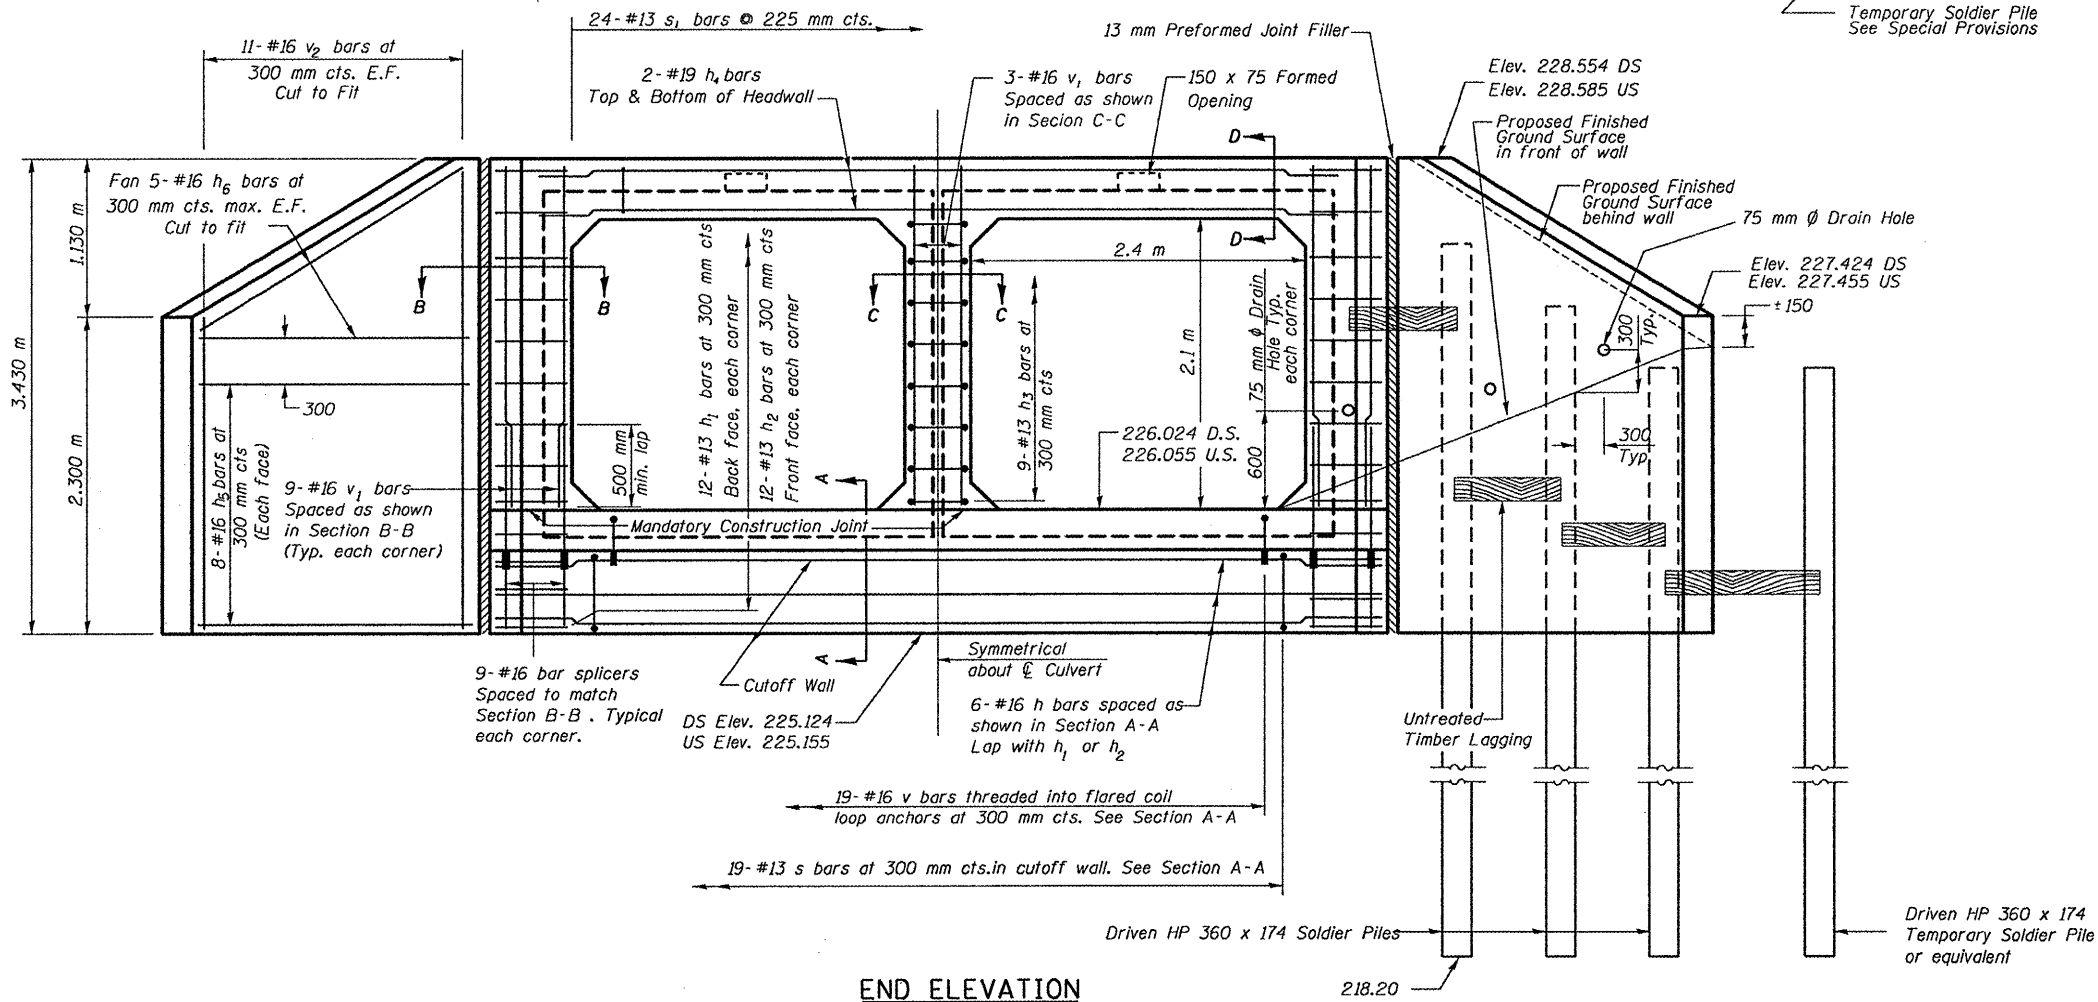 24-#13 s1 bars @ 225 mm cts.
Temporary Soldier Pile
See Special Provisions
11-#16 v2 bars at
300 mm cts. E.F.
Cut to Fit
2-#19 h4 bars
Top & Bottom of Headwall
13 mm Preformed Joint Filler
3-#16 v1 bars
Spaced as shown
in Secion C-C
150 x 75 Formed
Opening
Elev. 228.554 DS
Elev. 228.585 US
Proposed Finished
Ground Surface
in front of wall
Proposed Finished
Ground Surface
behind wall
75 mm ϕ Drain Hole
Elev. 227.424 DS
Elev. 227.455 US
±150
Fan 5-#16 h6 bars at
300 mm cts. max. E.F.
Cut to fit
D
D
B
B
C
C
2.4 m
2.1 m
1.130 m
3.430 m
2.300 m
300
8-#16 h5 bars at
300 mm cts
(Each face)
9-#16 v1 bars
Spaced as shown
in Section B-B
(Typ. each corner)
500 mm
min. lap
12-#13 h1 bars at 300 mm cts
Back face, each corner
12-#13 h2 bars at 300 mm cts
Front face, each corner
A
A
9-#13 h3 bars at
300 mm cts
226.024 D.S.
226.055 U.S.
75 mm ϕ Drain
Hole Typ.
each corner
600
300
Typ.
300
Typ.
Mandatory Construction Joint
9-#16 bar splicers
Spaced to match
Section B-B . Typical
each corner.
Cutoff Wall
DS Elev. 225.124
US Elev. 225.155
Symmetrical
about ℄ Culvert
6-#16 h bars spaced as
shown in Section A-A
Lap with h1 or h2
Untreated
Timber Lagging
19-#16 v bars threaded into flared coil
loop anchors at 300 mm cts. See Section A-A
19-#13 s bars at 300 mm cts.in cutoff wall. See Section A-A
Driven HP 360 x 174 Soldier Piles
Driven HP 360 x 174
Temporary Soldier Pile
or equivalent
218.20
END ELEVATION